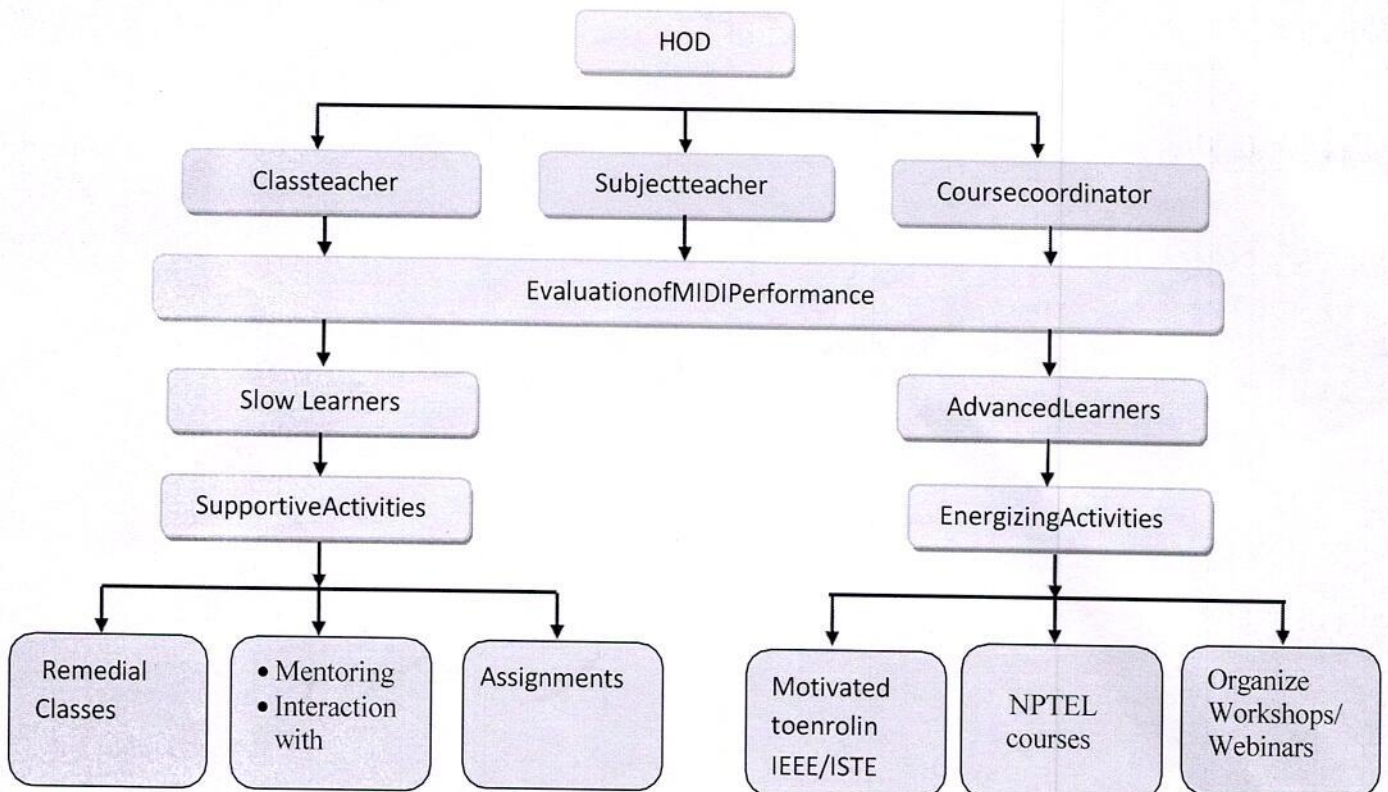 HOD
Classteacher
Subjectteacher
Coursecoordinator
EvaluationofMIDIPerformance
Slow Learners
AdvancedLearners
SupportiveActivities
EnergizingActivities
Remedial
Classes
• Mentoring
• Interaction
with
Assignments
Motivated
toenrolin
IEEE/ISTE
NPTEL
courses
Organize
Workshops/
Webinars